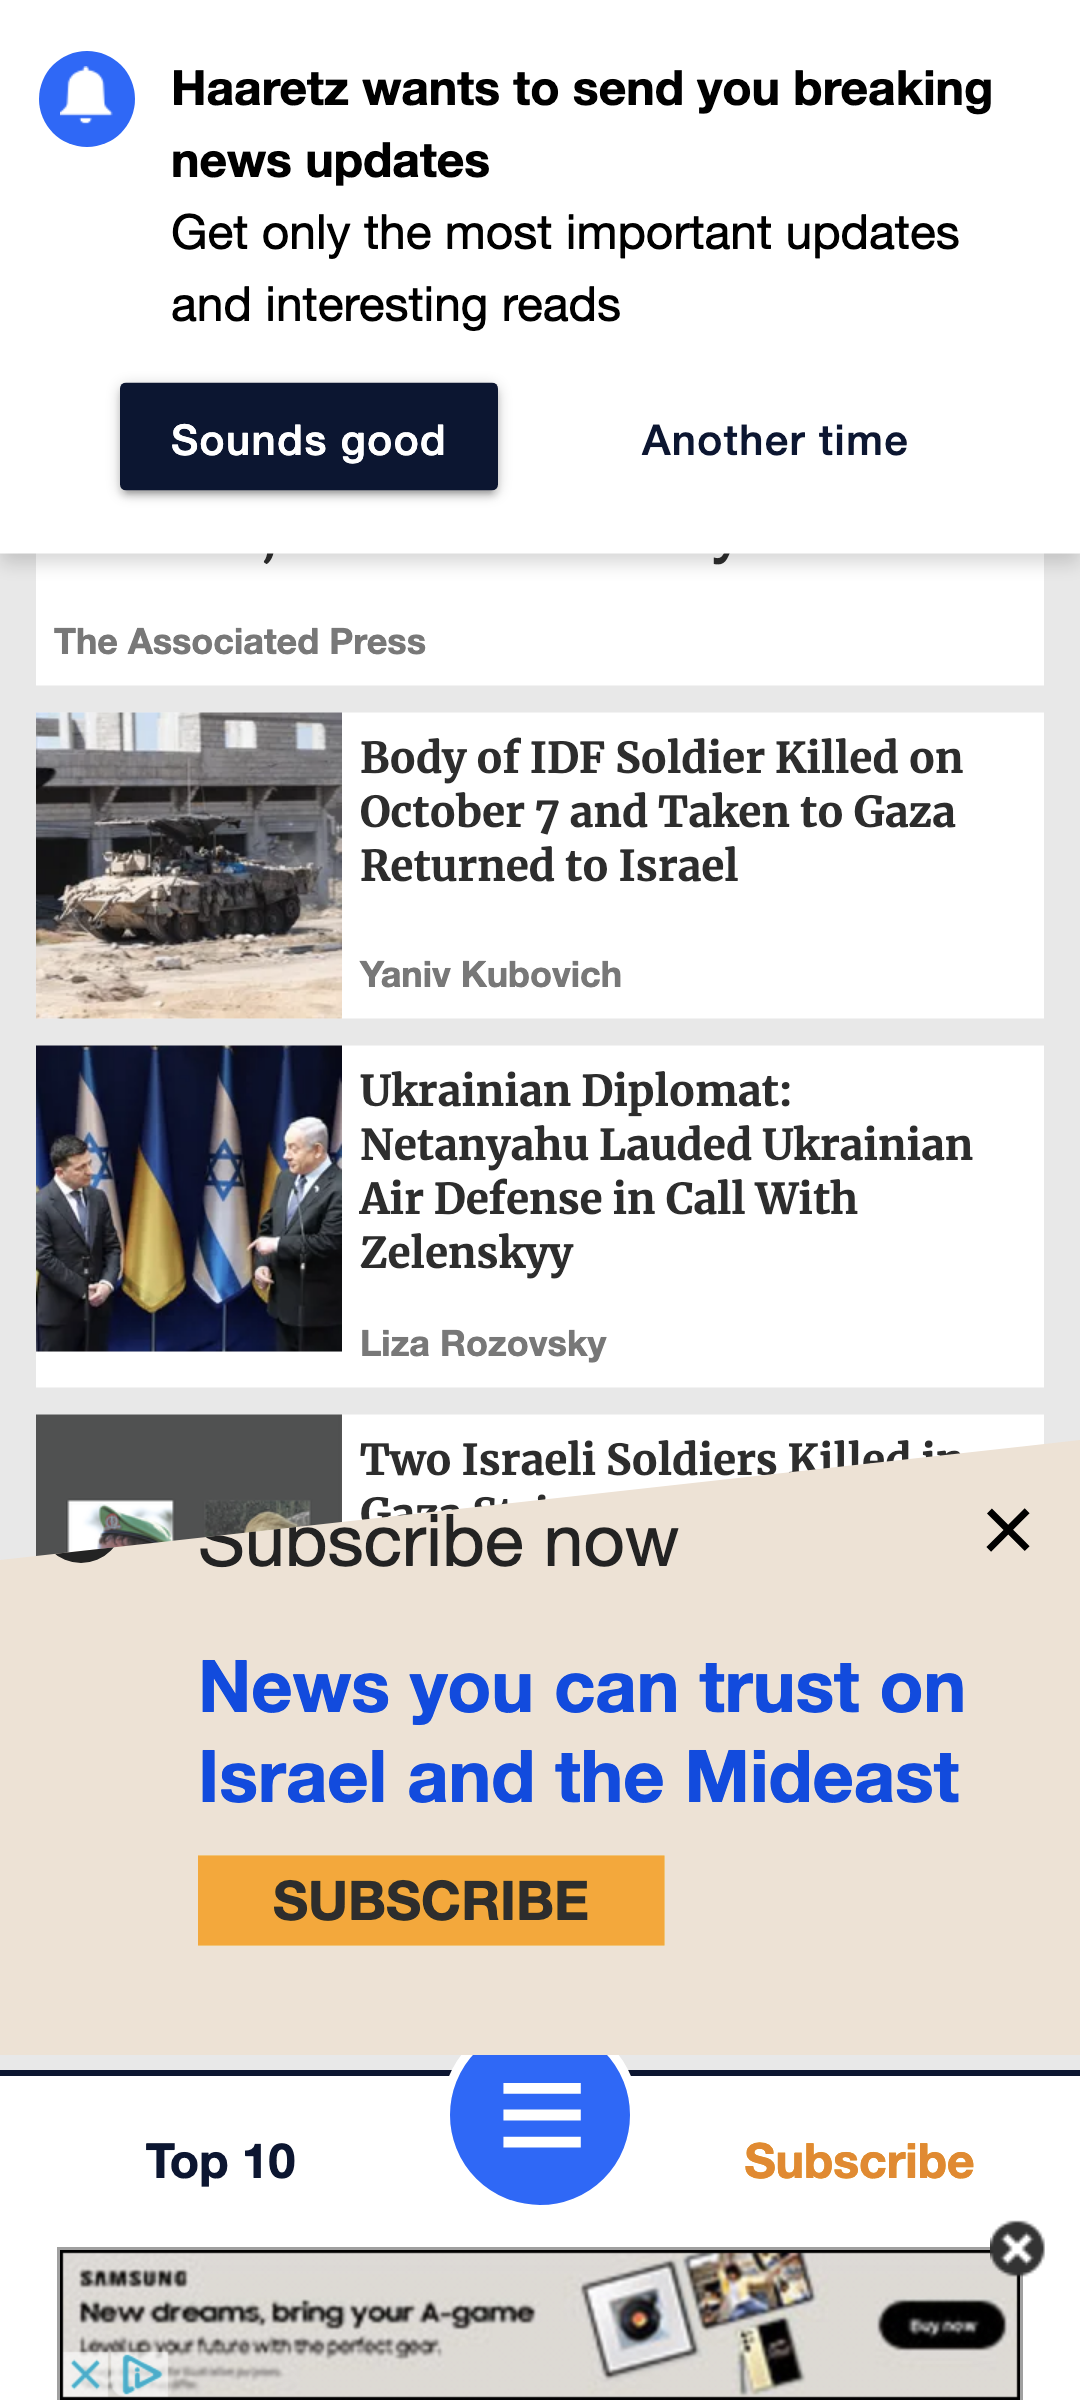 Haaretz wants to send you breaking
news updates
Get only the most important updates
and interesting reads
Sounds good
Another time
The Associated Press
Body of IDF Soldier Killed on
October 7 and Taken to Gaza
Returned to Israel
Yaniv Kubovich
Ukrainian Diplomat:
Netanyahu Lauded Ukrainian
Air Defense in Call With
Zelenskyy
Liza Rozovsky
Two Israeli Soldiers Killed in
Gaza
Subscribe now
News you can trust on
Israel and the Mideast
SUBSCRIBE
Top 10
Subscribe
SAMSUNG
New dreams, bring your A-game
Level up your future with the perfect gear.
Buy now